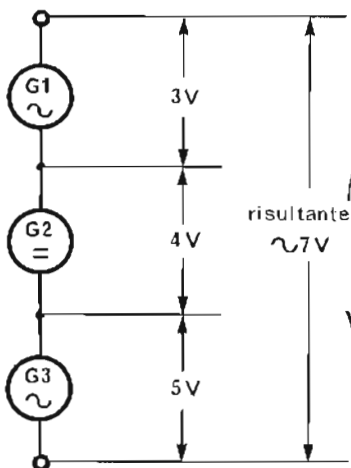 G1
∿
3V
G2
=
4V
risultante
∿7V
G3
∿
5V